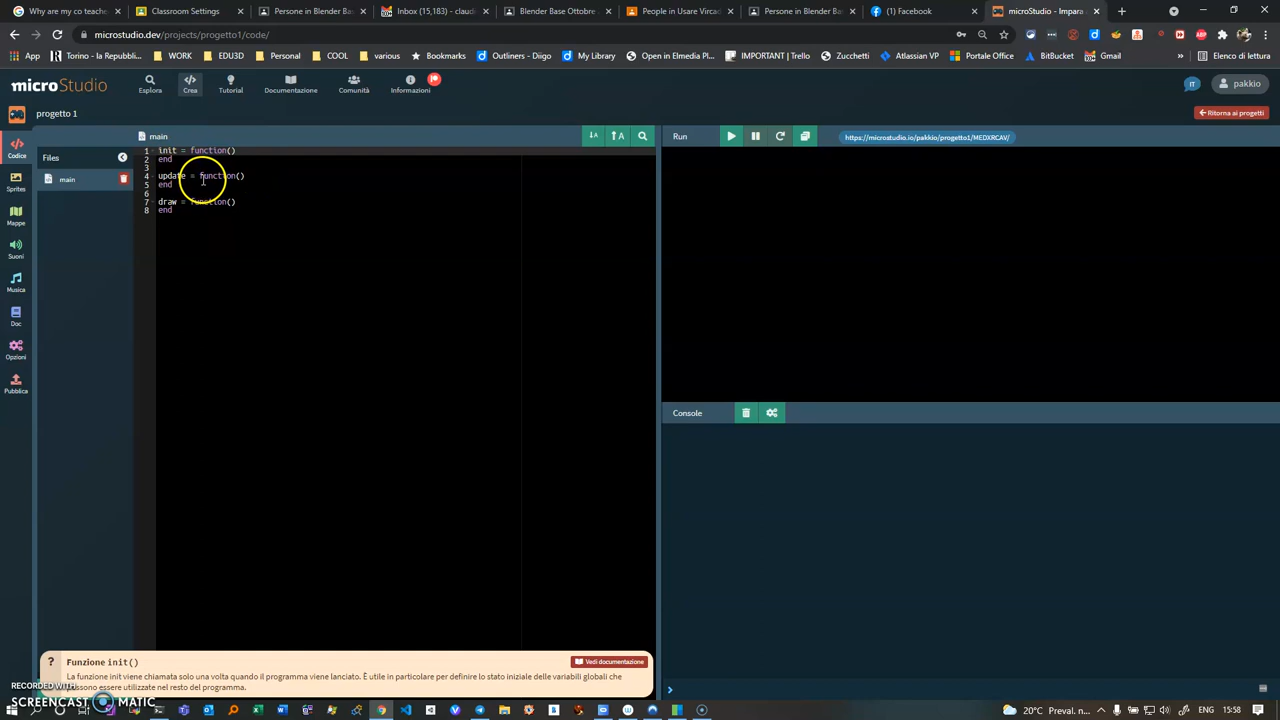 Why are my co teache
Classroom Settings
Persone in Blender Ba
Inbox (15,183) - claudi
Blender Base Ottobre
People in Usare Virca
Persone in Blender Ba
(1) Facebook
microStudio - Impara
microstudio.dev/projects/progetto1/code/
App
Torino - la Repubbli
WORK
EDU3D
Personal
COOL
various
Outliners - Diigo
My Library
Open in Elmedia Pl
IMPORTANT | Trello
Zucchetti
Atlassian VP
Portale Office
BitBucket
Gmail
Elenco di lettura
microStudio
Esplora
Crea
Tutorial
Documentazione
Comunità
Informazioni
IT
pakkio
progetto 1
Ritorna ai progetti
Codice
Sprites
Mappe
Suoni
Musica
Doc
Opzioni
Pubblica
Files
main
main
1 init = function()
2 end
3
4 update = function()
5 end
6
7 draw = function()
8 end
Run
https://microstudio.io/pakkio/progetto1/MEDXRCAV/
Console
? Funzione init()
Vedi documentazione
La funzione init viene chiamata solo una volta quando il programma viene lanciato. È utile in particolare per definire lo stato iniziale delle variabili globali che
possono essere utilizzate nel resto del programma.
RECORDED WITH
SCREENCAST MATIC
20°C Preval. n...
ENG
15:58